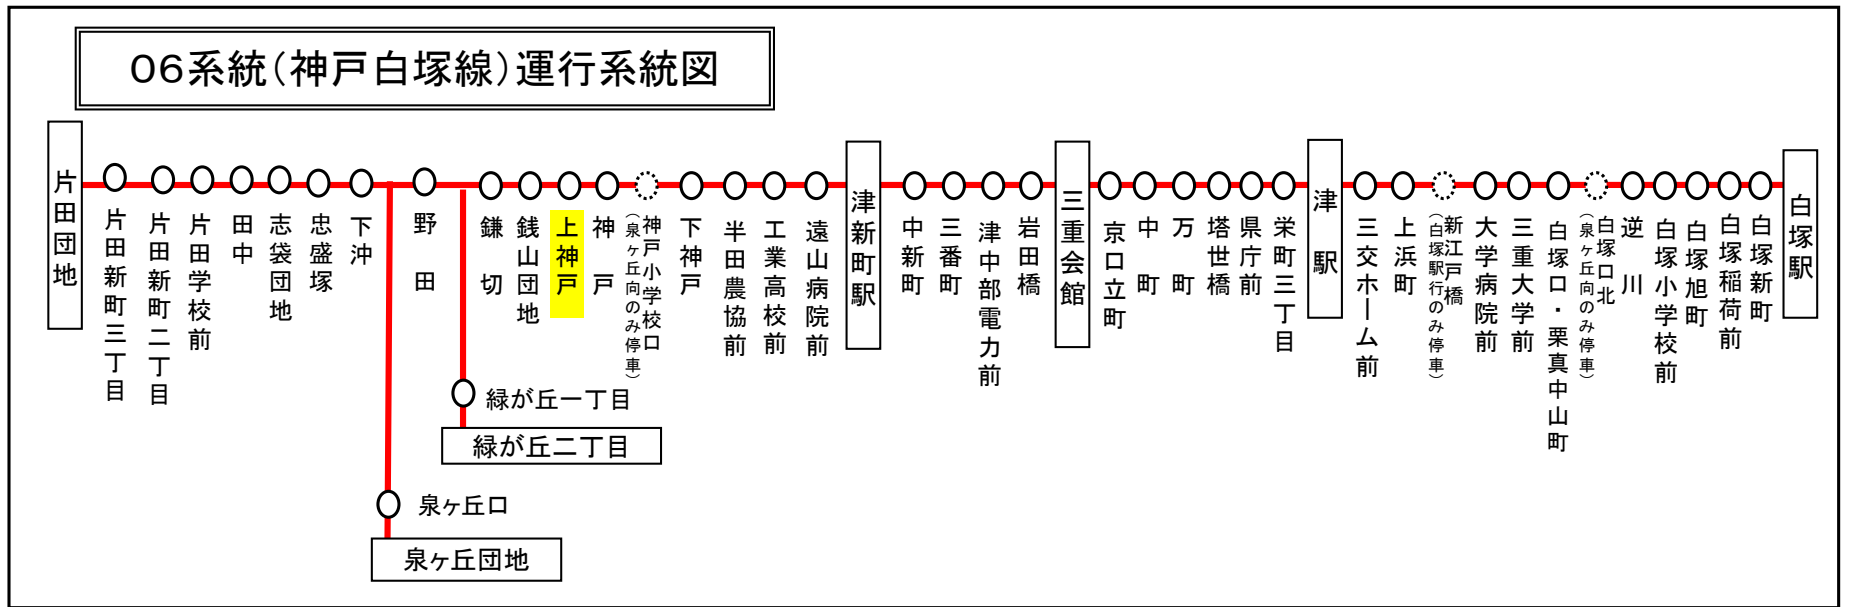 06系統(神戸白塚線)運行系統図
片田団地
片田新町三丁目
片田新町二丁目
片田学校前
田中
志袋団地
忠盛塚
下沖
野田
鎌切
銭山団地
上神戸
神戸
神戸小学校口
(泉ヶ丘向のみ停車)
下神戸
半田農協前
工業高校前
遠山病院前
津新町駅
中新町
三番町
津中部電力前
岩田橋
三重会館
京口立町
中町
万町
塔世橋
県庁前
栄町三丁目
津駅
三交ホーム前
上浜町
新江戸橋
(白塚駅行のみ停車)
大学病院前
三重大学前
白塚口・栗真中山町
白塚口北
(泉ヶ丘向のみ停車)
逆川
白塚小学校前
白塚旭町
白塚稲荷前
白塚新町
白塚駅
緑が丘一丁目
緑が丘二丁目
泉ヶ丘口
泉ヶ丘団地